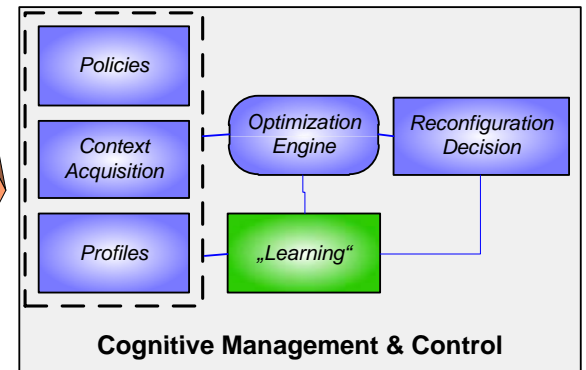 Policies
Context
Acquisition
Profiles
Optimization
Engine
Reconfiguration
Decision
„Learning“
Cognitive Management & Control